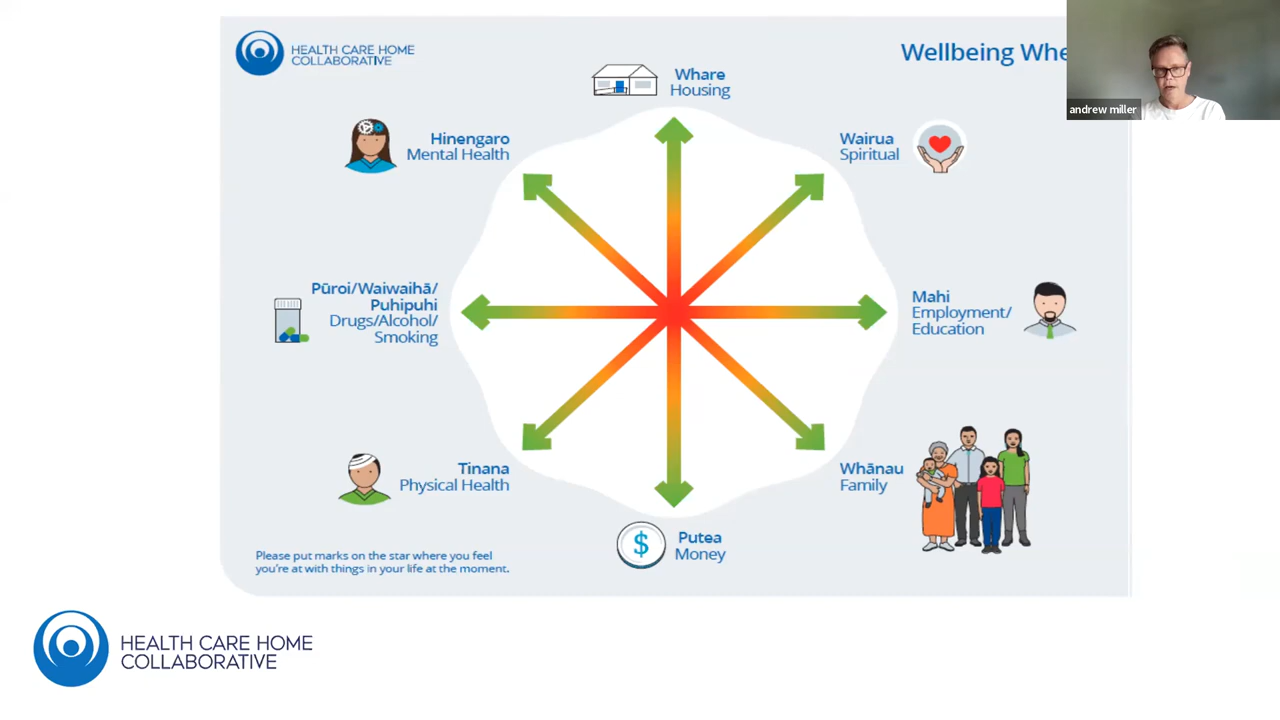 HEALTH CARE HOME
COLLABORATIVE
Wellbeing
andrew miller
Whare
Housing
Hinengaro
Mental Health
Wairua
Spiritual
Pūroi/Waiwaihā/
Puhipuhi
Drugs/Alcohol/
Smoking
Mahi
Employment/
Education
Tinana
Physical Health
Whānau
Family
Putea
Money
$
Please put marks on the star where you feel
you're at with things in your life at the moment.
HEALTH CARE HOME
COLLABORATIVE